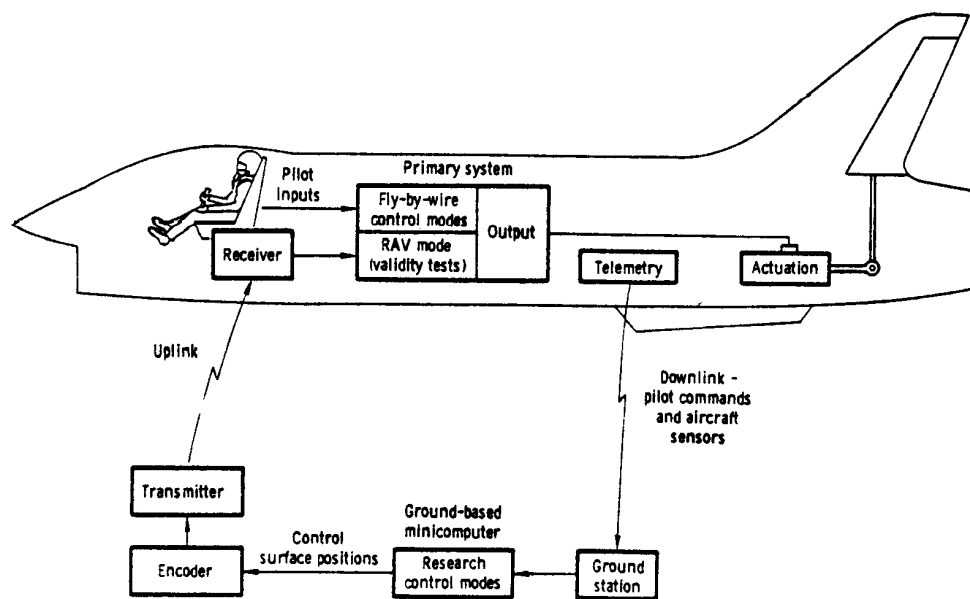 Primary system
Pilot
inputs
Fly-by-wire
control modes
Output
RAV mode
(validity tests)
Receiver
Telemetry
Actuation
Uplink
Downlink -
pilot commands
and aircraft
sensors
Transmitter
Ground-based
minicomputer
Control
surface positions
Encoder
Research
control modes
Ground
station